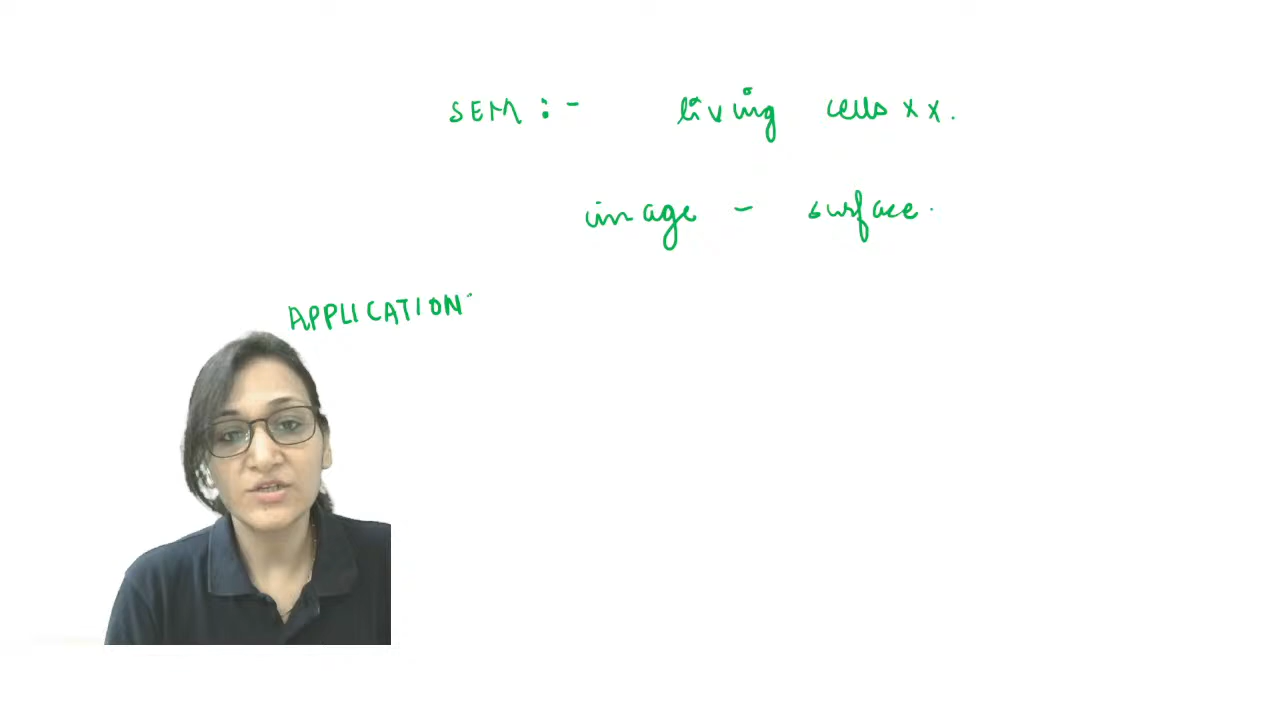 SEM :- living cells x x.
image - surface.
APPLICATION